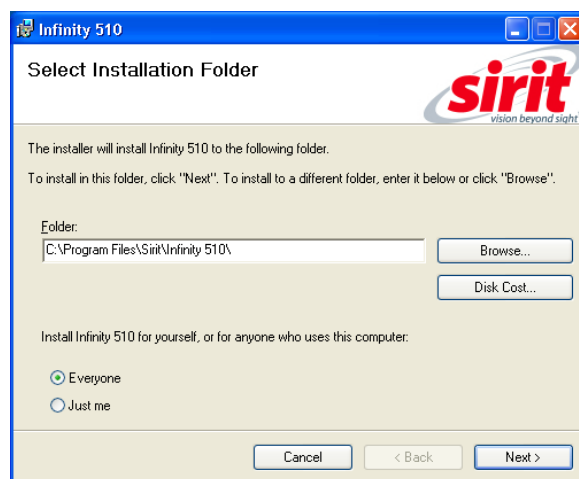 Infinity 510
Select Installation Folder
sirit
vision beyond sight
The installer will install Infinity 510 to the following folder.
To install in this folder, click "Next". To install to a different folder, enter it below or click "Browse".
Folder:
C:\Program Files\Sirit\Infinity 510\
Browse...
Disk Cost...
Install Infinity 510 for yourself, or for anyone who uses this computer:
Everyone
Just me
Cancel
< Back
Next >